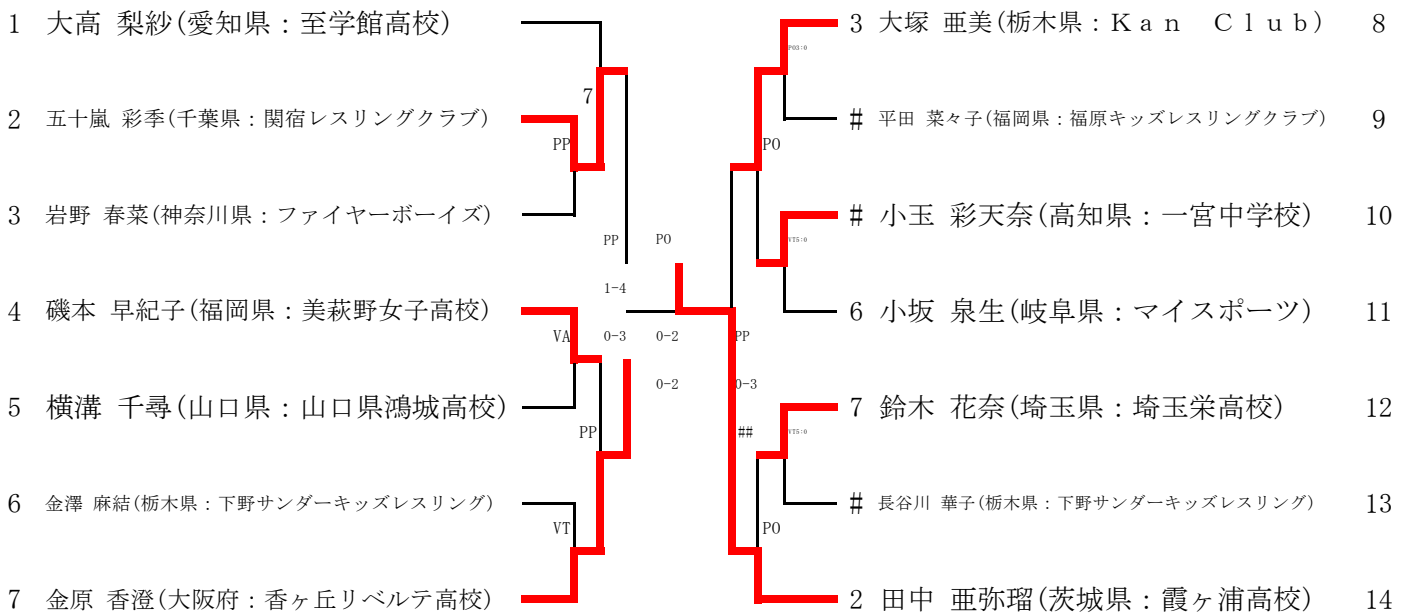 1 大高 梨紗(愛知県：至学館高校)
7
2 五十嵐 彩季(千葉県：関宿レスリングクラブ)
PP
3 岩野 春菜(神奈川県：ファイヤーボーイズ)
PP
1-4
4 磯本 早紀子(福岡県：美萩野女子高校)
VA
0-3
5 横溝 千尋(山口県：山口県鴻城高校)
PP
6 金澤 麻結(栃木県：下野サンダーキッズレスリング)
VT
7 金原 香澄(大阪府：香ヶ丘リベルテ高校)
PO
0-2
0-2
3 大塚 亜美(栃木県：Ｋａｎ　Ｃｌｕｂ) 8
PO3:0
# 平田 菜々子(福岡県：福原キッズレスリングクラブ) 9
PO
# 小玉 彩天奈(高知県：一宮中学校) 10
VT5:0
6 小坂 泉生(岐阜県：マイスポーツ) 11
PP
0-3
7 鈴木 花奈(埼玉県：埼玉栄高校) 12
##
VT5:0
# 長谷川 華子(栃木県：下野サンダーキッズレスリング) 13
PO
2 田中 亜弥瑠(茨城県：霞ヶ浦高校) 14